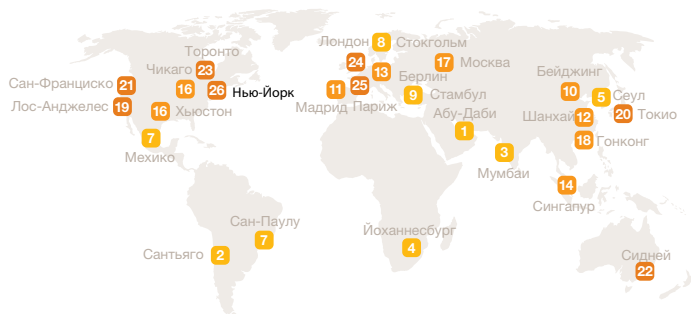 Лондон
8
Стокгольм
Торонто
24
17
Москва
Чикаго
23
13
Берлин
Бейджинг
Сан-Франциско
21
16
26
Нью-Йорк
11
25
9
Стамбул
10
5
Сеул
Лос-Анджелес
19
16
Хьюстон
Мадрид
Париж
Абу-Даби
Шанхай
12
20
Токио
7
1
18
Гонконг
Мехико
3
Мумбаи
14
Сингапур
Сан-Паулу
7
Йоханнесбург
4
Сантьяго
2
Сидней
22